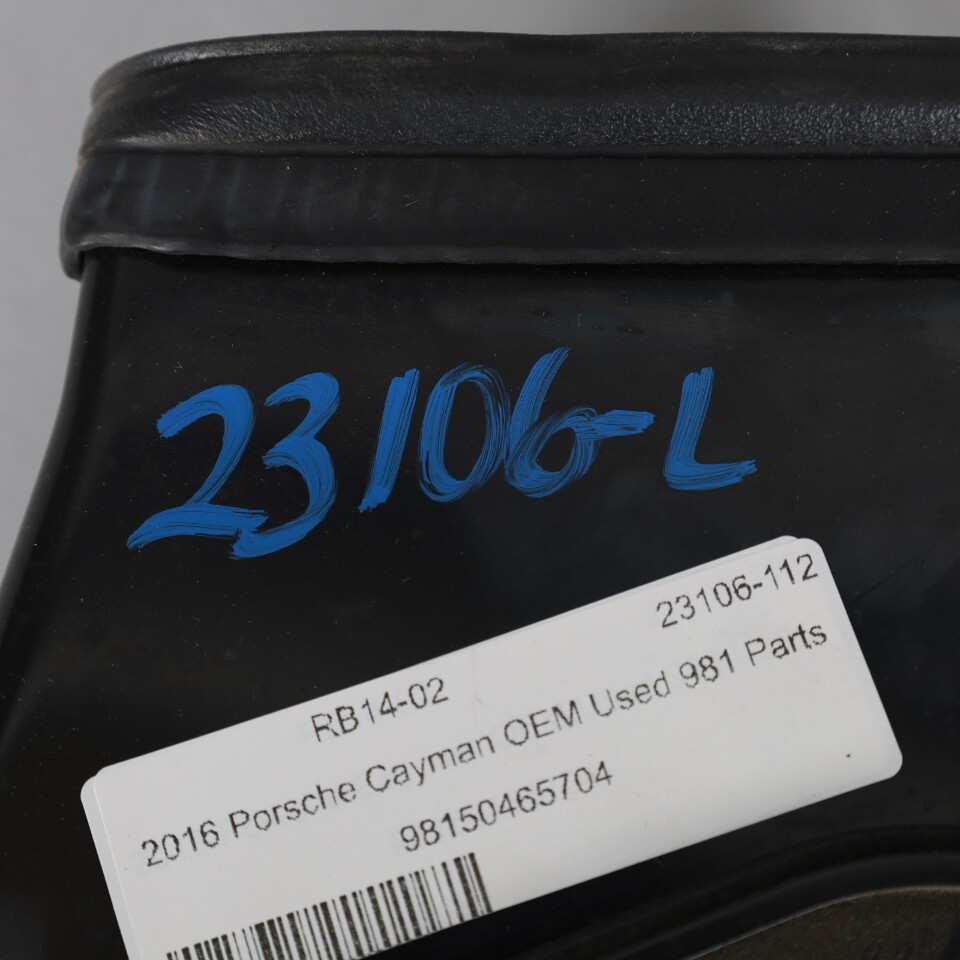 23106-L
23106-112
RB14-02
2016 Porsche Cayman OEM Used 981 Parts
98150465704